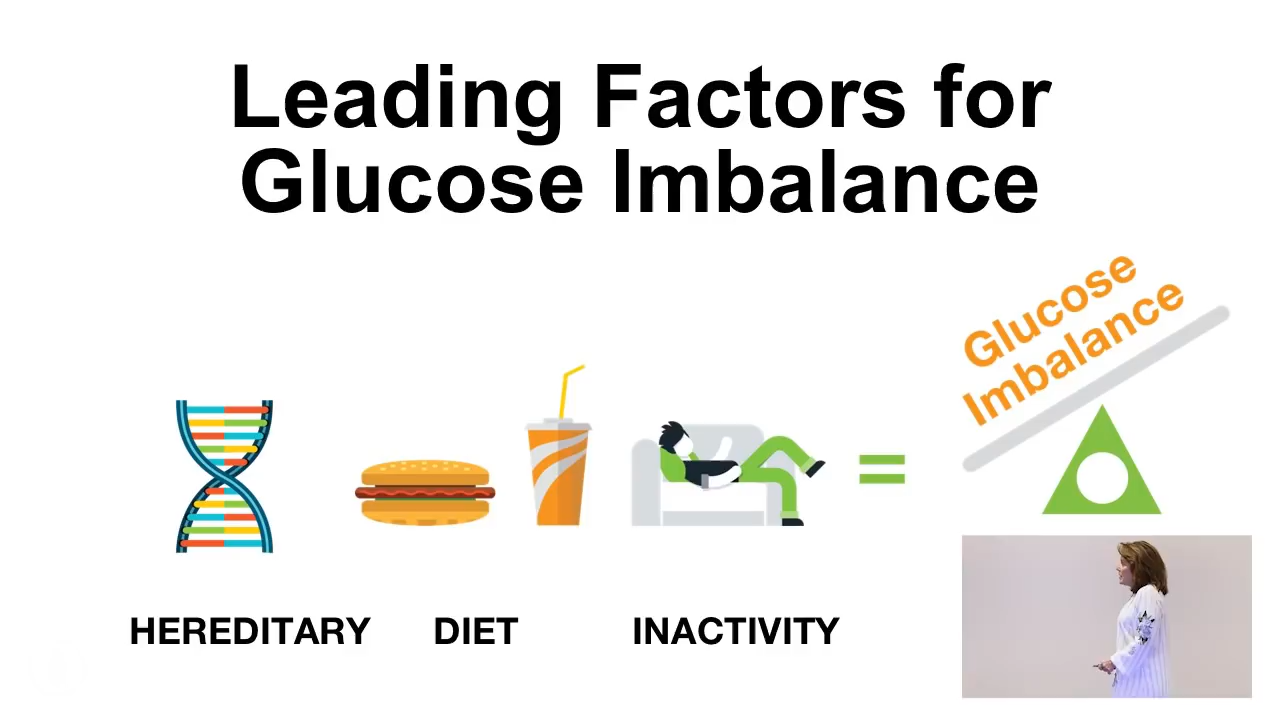 Leading Factors for
Glucose Imbalance
Glucose
Imbalance
=
HEREDITARY DIET INACTIVITY